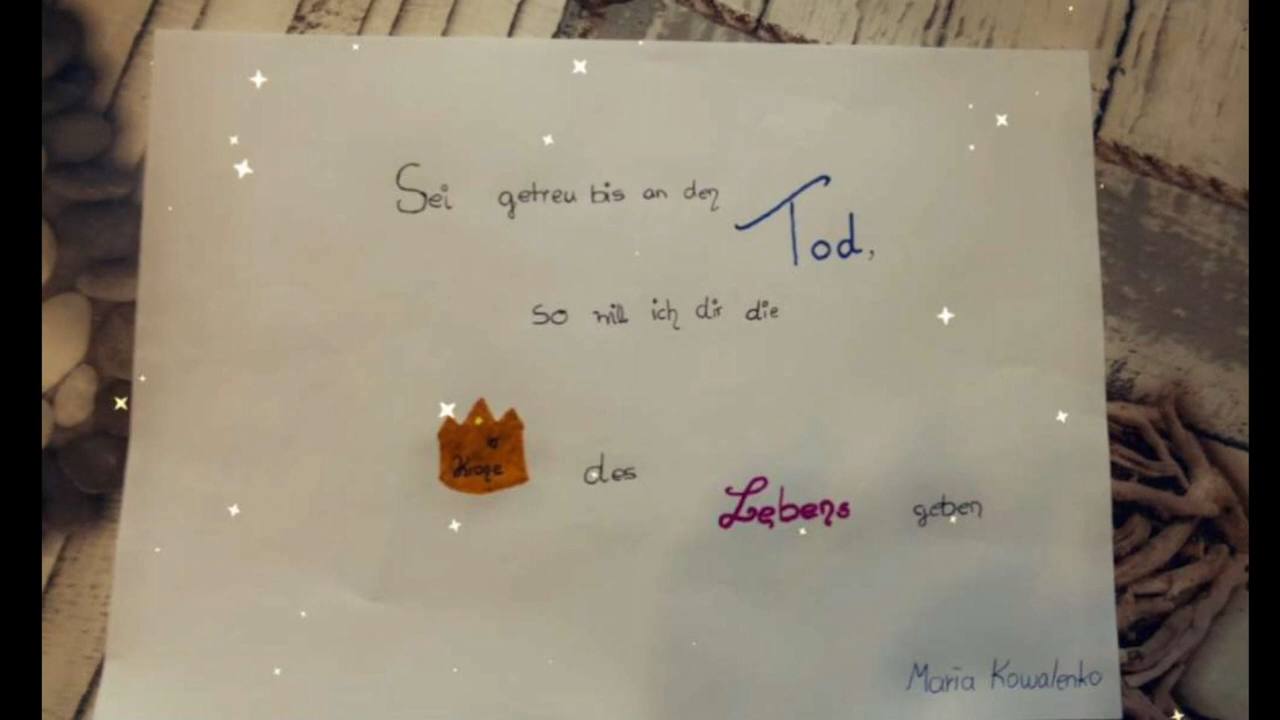 Sei getreu bis an den Tod,
so will ich dir die
Krone des Lebens geben
Maria Kowalenko